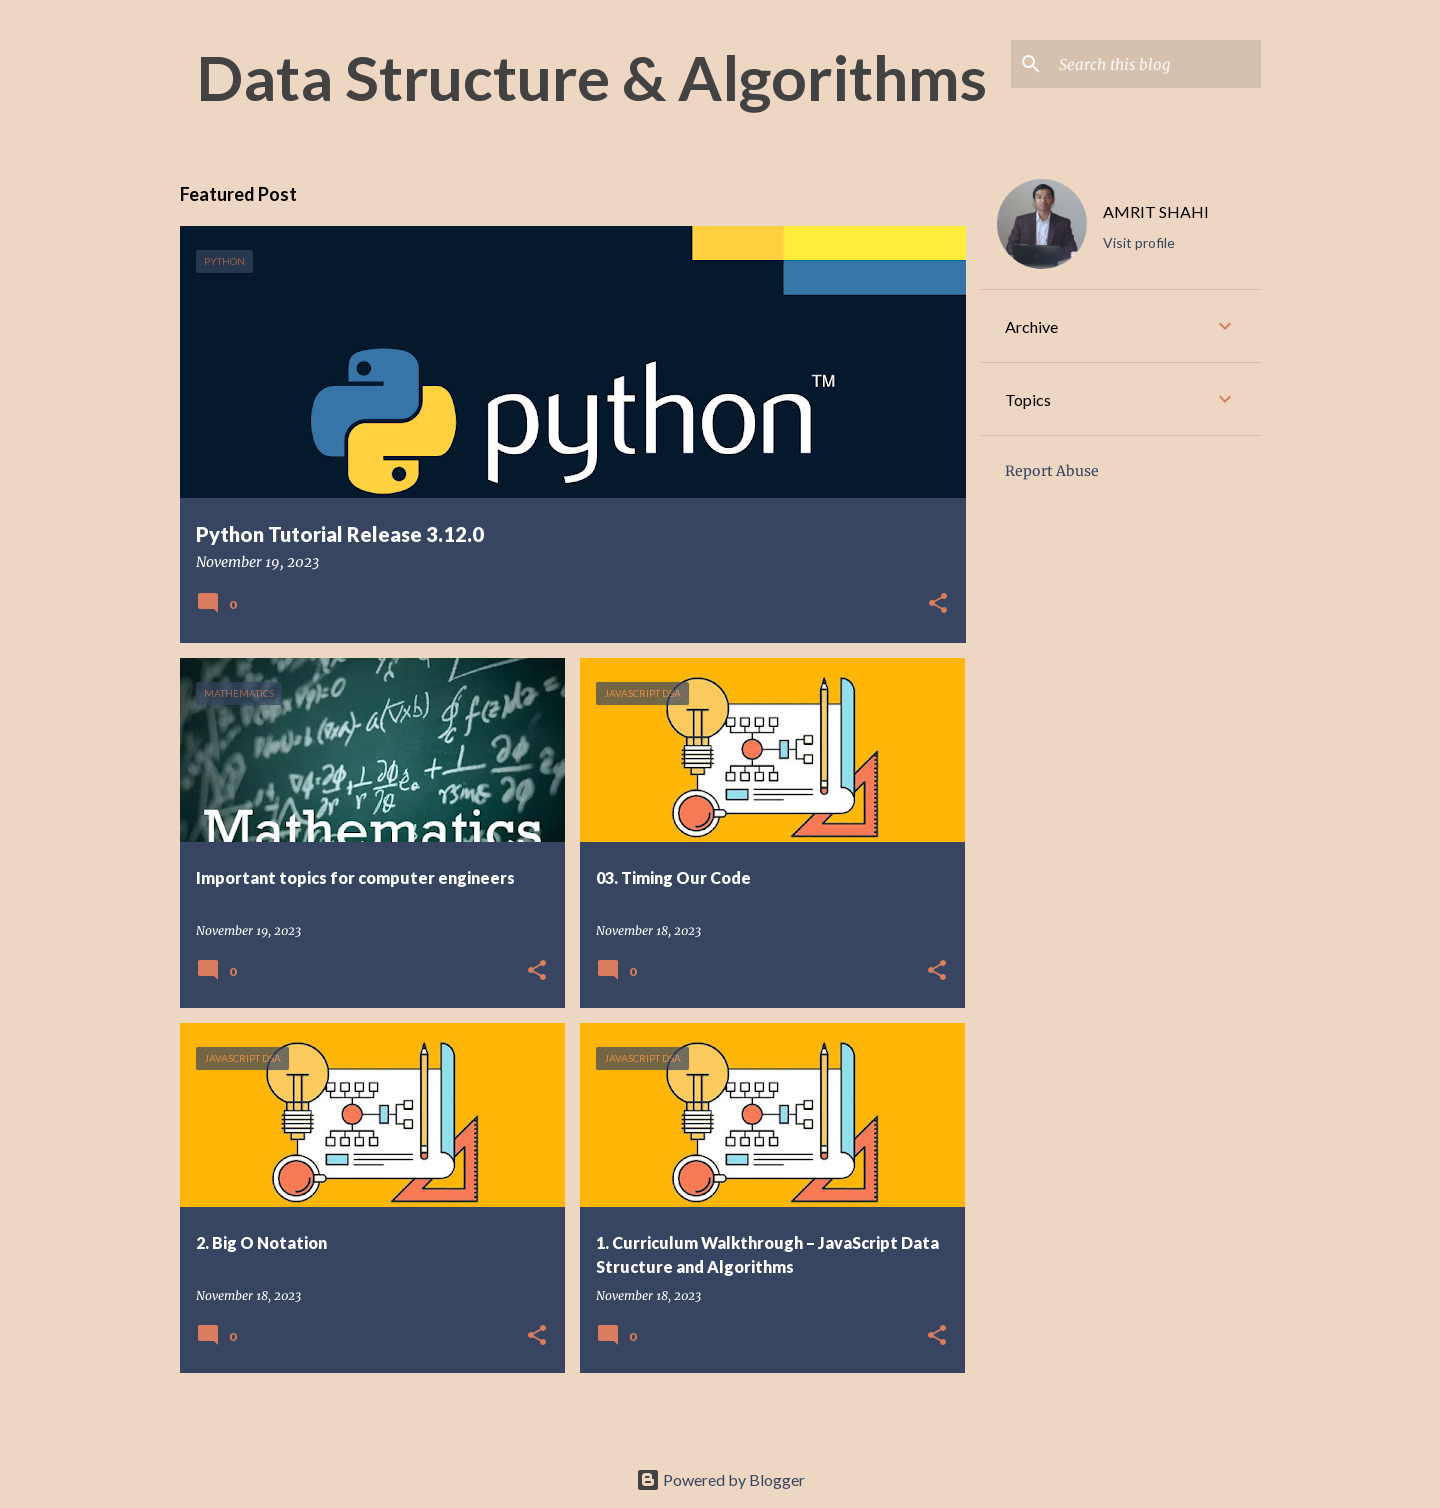 Data Structure & Algorithms
Search this blog
Featured Post
PYTHON
python
TM
Python Tutorial Release 3.12.0
November 19, 2023
0
MATHEMATICS
Mathematics
Important topics for computer engineers
November 19, 2023
0
JAVASCRIPT DSA
03. Timing Our Code
November 18, 2023
0
JAVASCRIPT DSA
2. Big O Notation
November 18, 2023
0
JAVASCRIPT DSA
1. Curriculum Walkthrough – JavaScript Data
Structure and Algorithms
November 18, 2023
0
AMRIT SHAHI
Visit profile
Archive
Topics
Report Abuse
Powered by Blogger